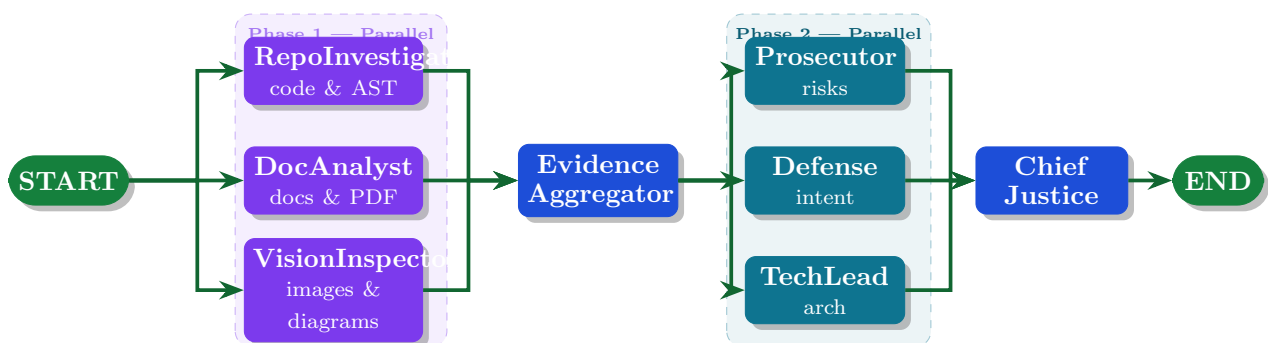 START
Phase 1 — Parallel
RepoInvestigat
code & AST
DocAnalyst
docs & PDF
VisionInspecto
images &
diagrams
Evidence
Aggregator
Phase 2 — Parallel
Prosecutor
risks
Defense
intent
TechLead
arch
Chief
Justice
END